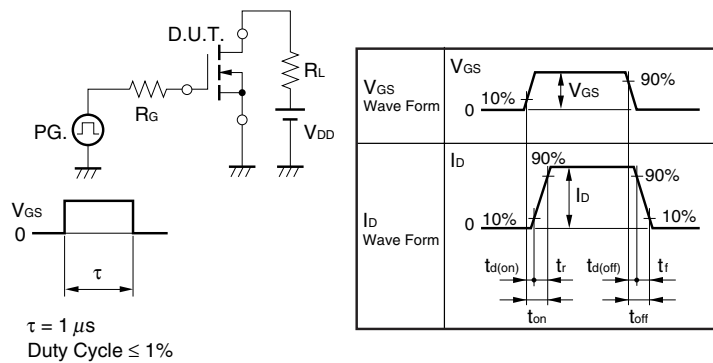 D.U.T.
RL
RG
PG.
VDD
VGS
0
τ
τ = 1 μs
Duty Cycle ≤ 1%
VGS
Wave Form
VGS
10%
0
VGS
90%
ID
Wave Form
ID
90%
90%
0
10%
ID
10%
td(on)
tr
td(off)
tf
ton
toff